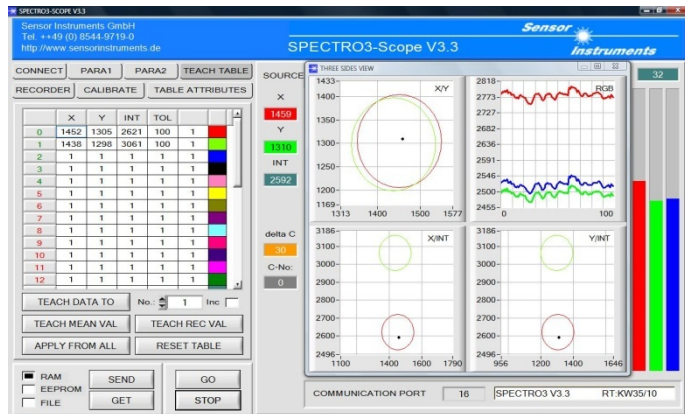 SPECTRO3-SCOPE V3.3
Sensor Instruments GmbH
Tel. ++49 (0) 8544-9719-0
http://www.sensorinstruments.de
SPECTRO3-Scope V3.3
Sensor
Instruments
CONNECT PARA1 PARA2 TEACH TABLE
RECORDER CALIBRATE TABLE ATTRIBUTES
X Y INT TOL
0 1452 1305 2621 100 1
1 1438 1298 3061 100 1
2 1 1 1 1 1
3 1 1 1 1 1
4 1 1 1 1 1
5 1 1 1 1 1
6 1 1 1 1 1
7 1 1 1 1 1
8 1 1 1 1 1
9 1 1 1 1 1
10 1 1 1 1 1
11 1 1 1 1 1
12 1 1 1 1 1
TEACH DATA TO No.: 1 Inc
TEACH MEAN VAL TEACH REC VAL
APPLY FROM ALL RESET TABLE
RAM
EEPROM
FILE
SEND GO
GET STOP
SOURCE
X
1459
Y
1310
INT
2592
delta C
30
C-No:
0
THREE SIDES VIEW
32
X/Y
1433
1400
1350
1300
1250
1200
1169
1313 1400 1500 1577
RGB
2818
2773
2727
2682
2636
2591
2546
2500
2455
0 100
X/INT
3186
3100
3000
2900
2800
2700
2600
2496
1100 1400 1600 1790
Y/INT
3186
3100
3000
2900
2800
2700
2600
2496
956 1200 1400 1646
COMMUNICATION PORT 16 SPECTRO3 V3.3 RT:KW35/10